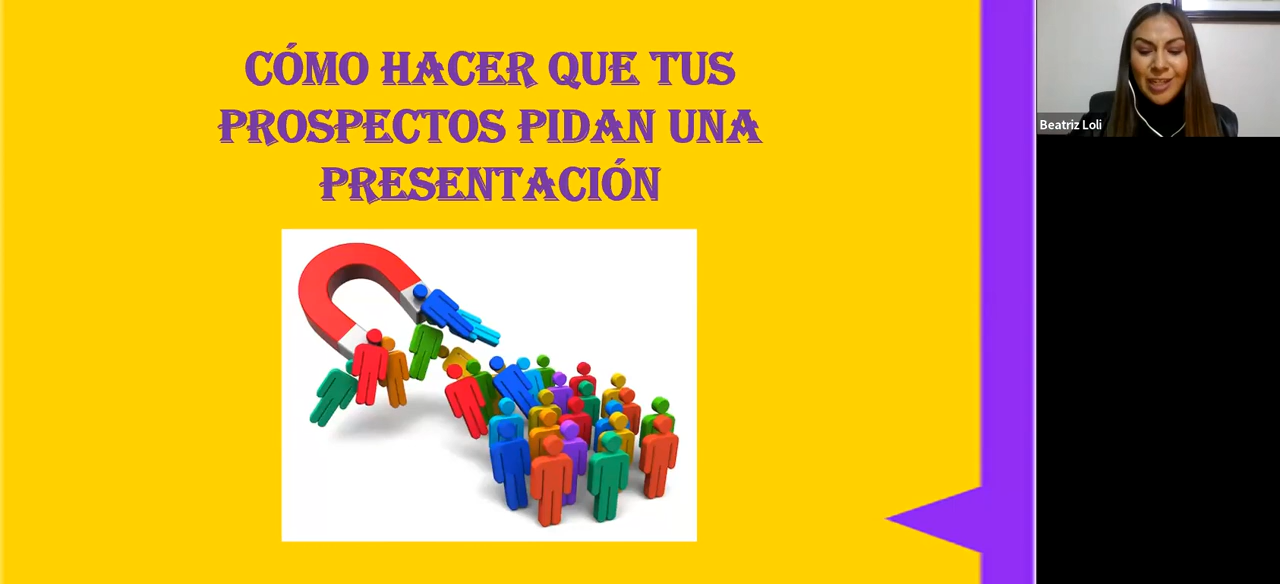 CÓMO HACER QUE TUS
PROSPECTOS PIDAN UNA
PRESENTACIÓN
Beatriz Loli